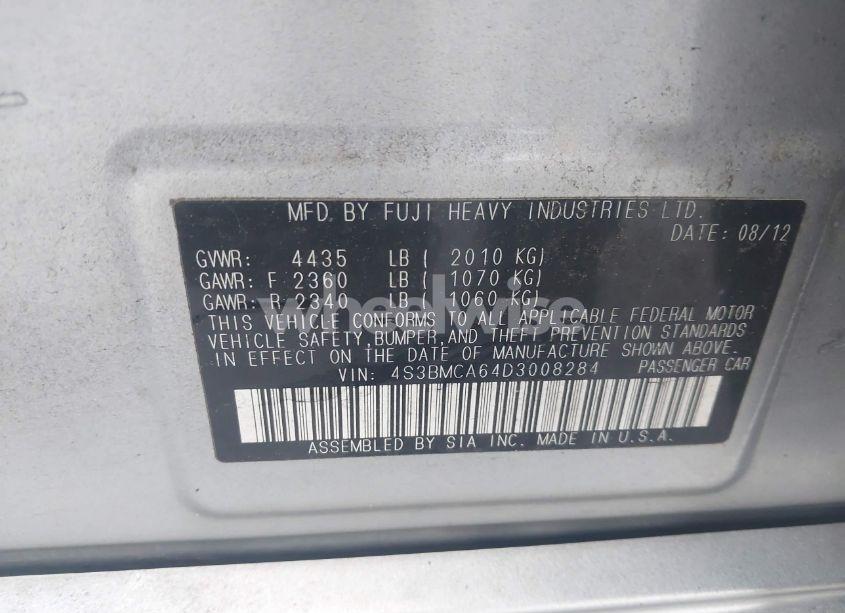 MFD. BY FUJI HEAVY INDUSTRIES LTD.
DATE: 08/12
GVWR: 4435 LB ( 2010 KG)
GAWR: F 2360 LB ( 1070 KG)
GAWR: R 2340 LB ( 1060 KG)
wheelwise
THIS VEHICLE CONFORMS TO ALL APPLICABLE FEDERAL MOTOR
VEHICLE SAFETY,BUMPER,AND THEFT PREVENTION STANDARDS
IN EFFECT ON THE DATE OF MANUFACTURE SHOWN ABOVE.
VIN: 4S3BMCA64D3008284 PASSENGER CAR
ASSEMBLED BY SIA INC. MADE IN U.S.A.